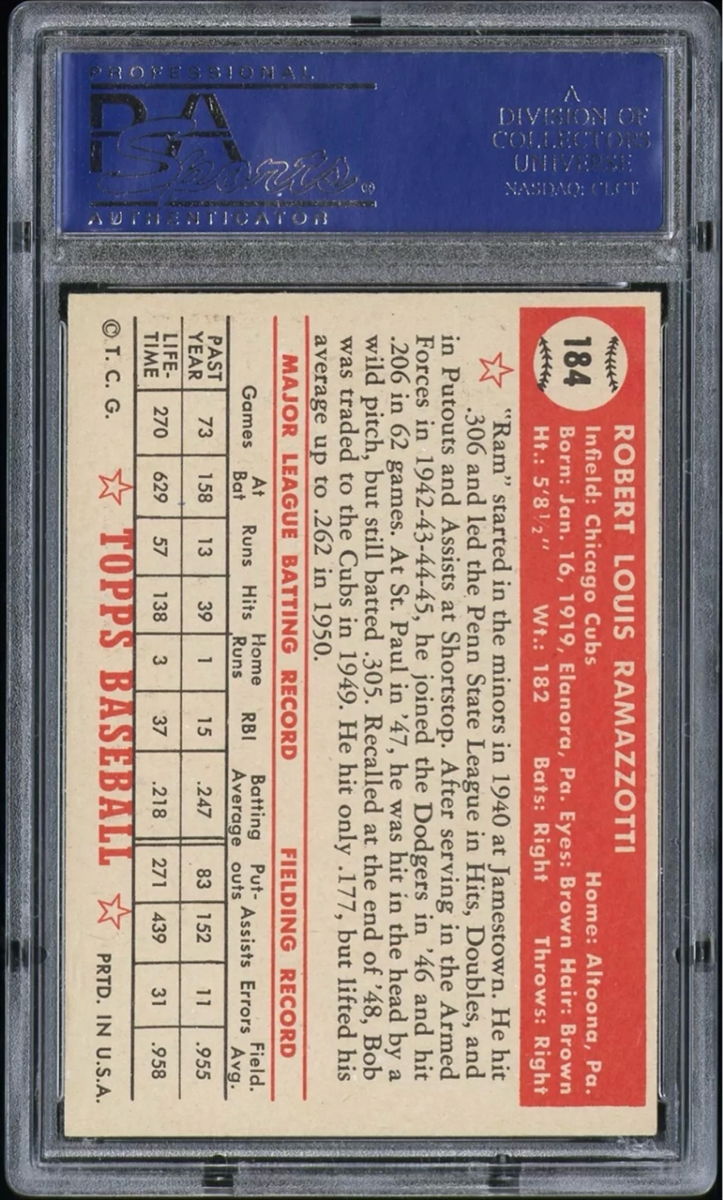 PROFESSIONAL
PSA
Sports®
AUTHENTICATOR
A
DIVISION OF
COLLECTORS
UNIVERSE
NASDAQ: CLCT
184
ROBERT LOUIS RAMAZZOTTI
Infield: Chicago Cubs Home: Altoona, Pa.
Born: Jan. 16, 1919, Elanora, Pa. Eyes: Brown Hair: Brown
Ht.: 5'8½" Wt.: 182 Bats: Right Throws: Right
"Ram" started in the minors in 1940 at Jamestown. He hit
.306 and led the Penn State League in Hits, Doubles, and
in Putouts and Assists at Shortstop. After serving in the Armed
Forces in 1942-43-44-45, he joined the Dodgers in '46 and hit
.206 in 62 games. At St. Paul in '47, he was hit in the head by a
wild pitch, but still batted .305. Recalled at the end of '48, Bob
was traded to the Cubs in 1949. He hit only .177, but lifted his
average up to .262 in 1950.
MAJOR LEAGUE BATTING RECORD FIELDING RECORD
Games At Bat Runs Hits Home Runs RBI Batting Average Put-outs Assists Errors Field. Avg.
PAST YEAR 73 158 13 39 1 15 .247 83 152 11 .955
LIFE-TIME 270 629 57 138 3 37 .218 271 439 31 .958
© T. C. G. TOPPS BASEBALL PRTD. IN U.S.A.